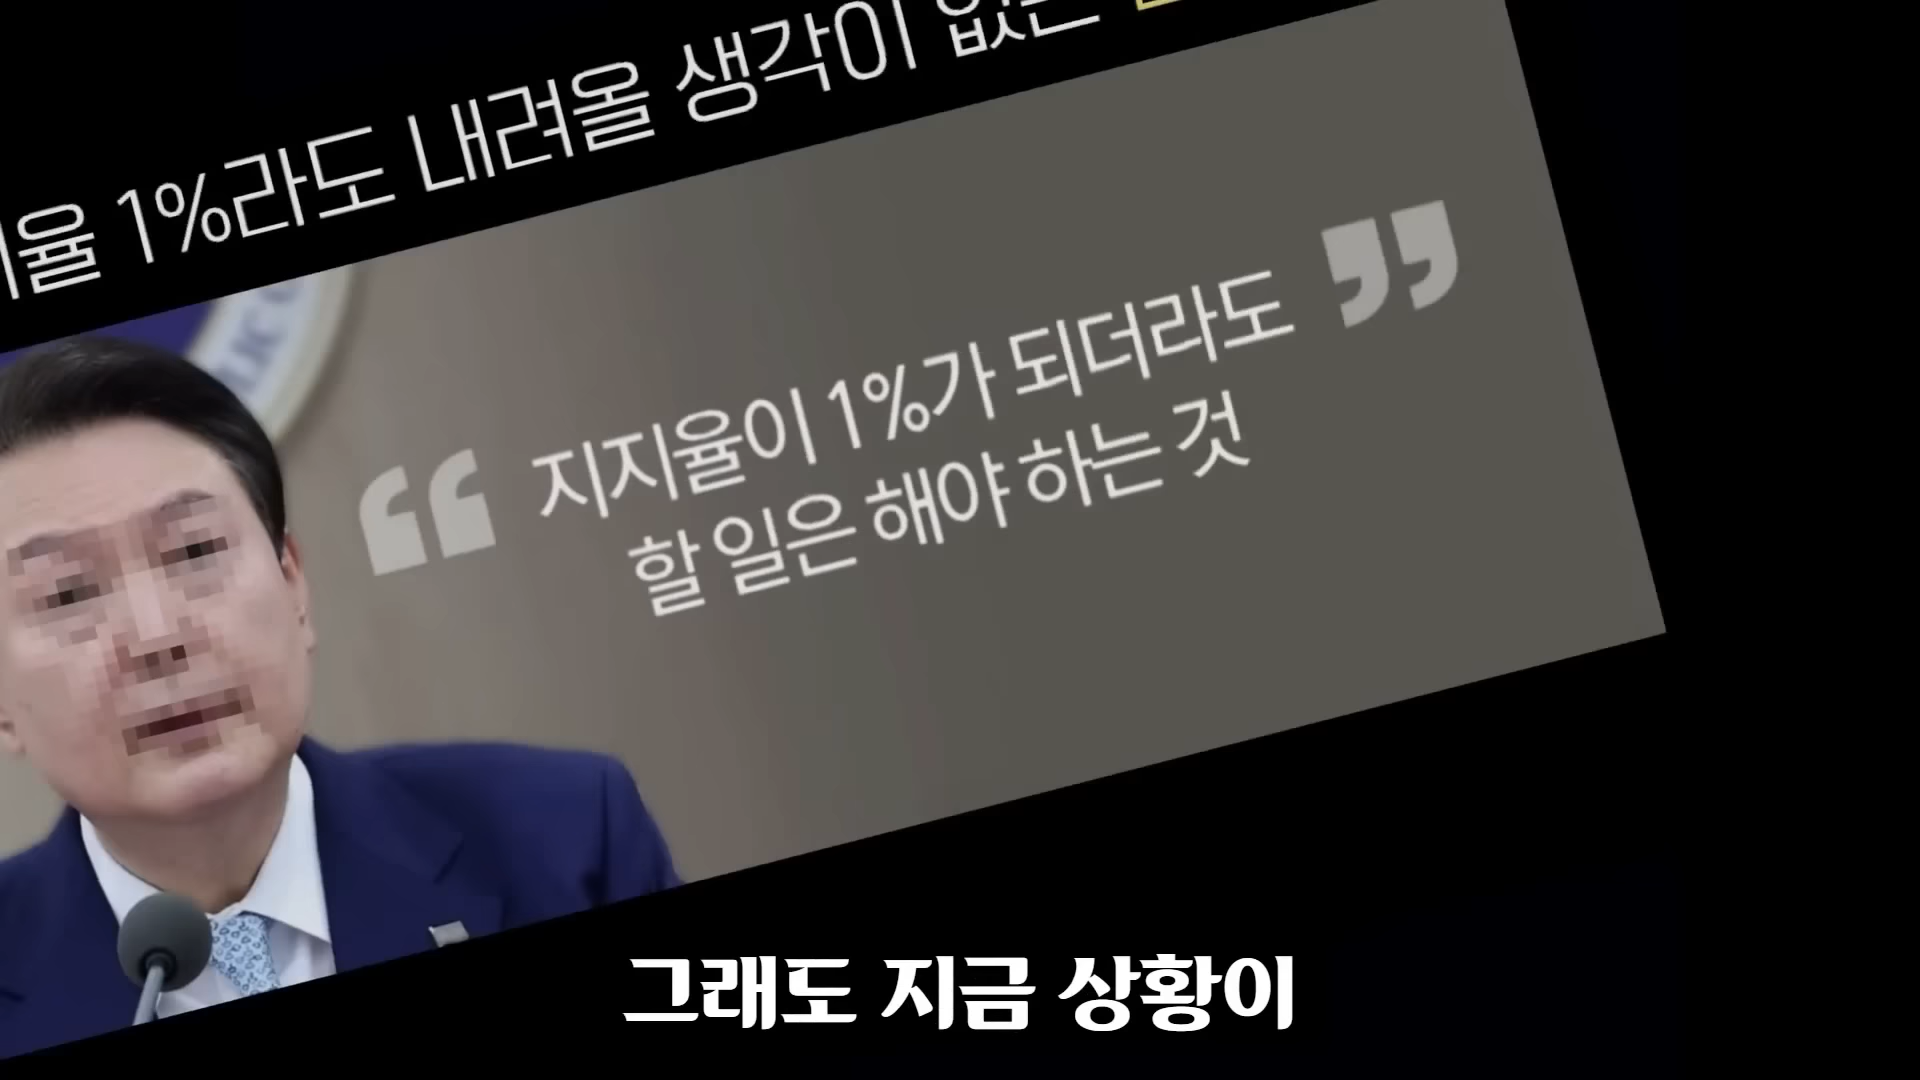 율 1%라도 내려올 생각이 없는
지지율이 1%가 되더라도
할 일은 해야 하는 것
그래도 지금 상황이